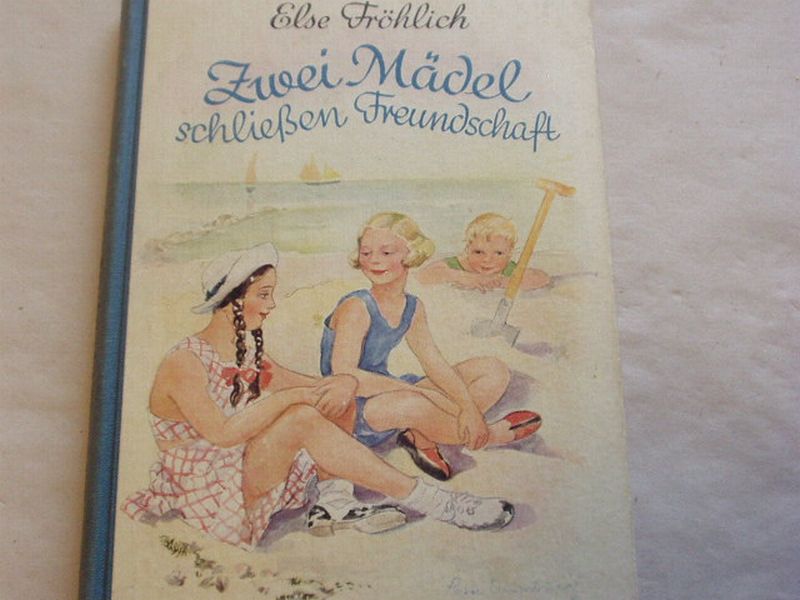 Else Fröhlich
Zwei Mädel
schließen Freundschaft